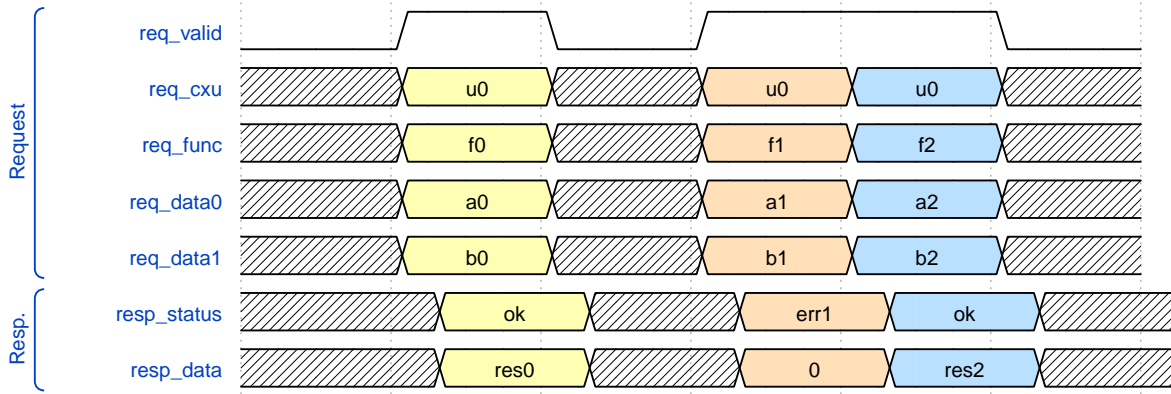 Request
req_valid
req_cxu u0 u0 u0
req_func f0 f1 f2
req_data0 a0 a1 a2
req_data1 b0 b1 b2
Resp.
resp_status ok err1 ok
resp_data res0 0 res2